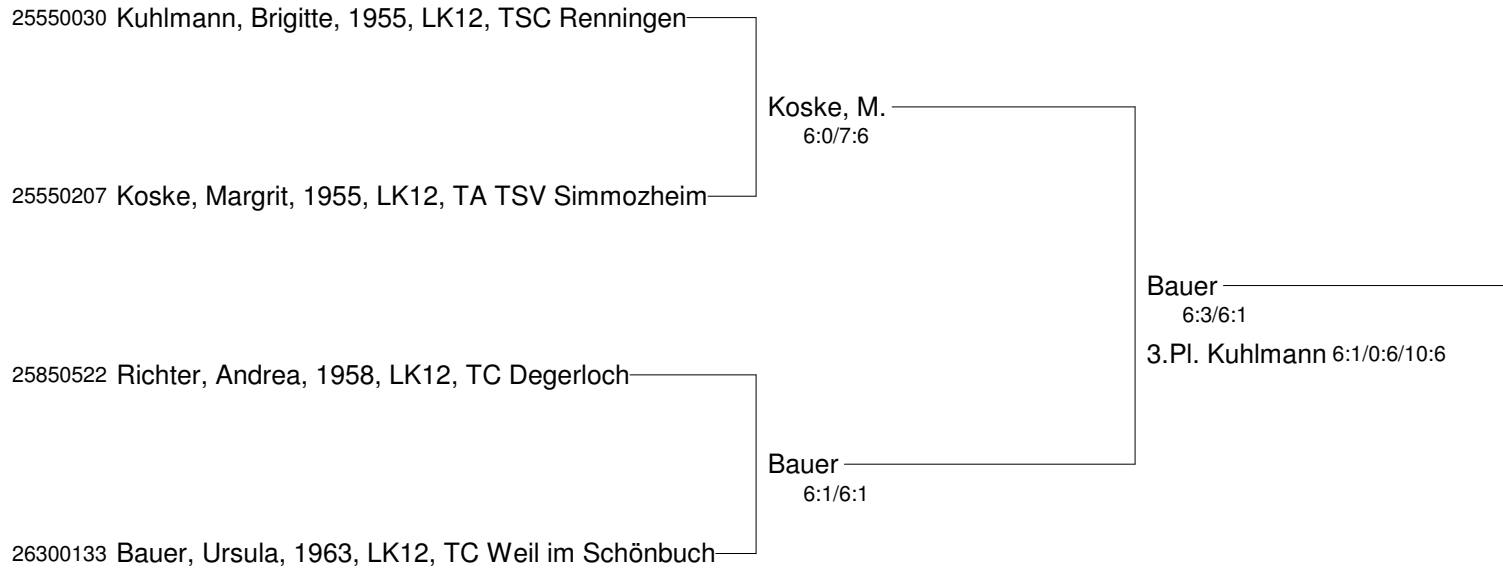 25550030 Kuhlmann, Brigitte, 1955, LK12, TSC Renningen
Koske, M.
6:0/7:6
25550207 Koske, Margrit, 1955, LK12, TA TSV Simmozheim
Bauer
6:3/6:1
3.Pl. Kuhlmann 6:1/0:6/10:6
25850522 Richter, Andrea, 1958, LK12, TC Degerloch
Bauer
6:1/6:1
26300133 Bauer, Ursula, 1963, LK12, TC Weil im Schönbuch